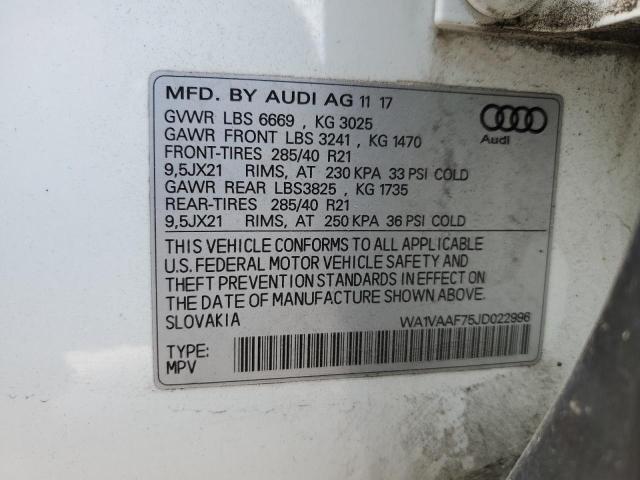 MFD. BY AUDI AG 11 17
GVWR LBS 6669 , KG 3025
GAWR FRONT LBS 3241 , KG 1470
FRONT-TIRES 285/40 R21
9,5JX21 RIMS, AT 230 KPA 33 PSI COLD
GAWR REAR LBS3825 , KG 1735
REAR-TIRES 285/40 R21
9,5JX21 RIMS, AT 250 KPA 36 PSI COLD
Audi
THIS VEHICLE CONFORMS TO ALL APPLICABLE
U.S. FEDERAL MOTOR VEHICLE SAFETY AND
THEFT PREVENTION STANDARDS IN EFFECT ON
THE DATE OF MANUFACTURE SHOWN ABOVE.
SLOVAKIA WA1VAAF75JD022996
TYPE:
MPV